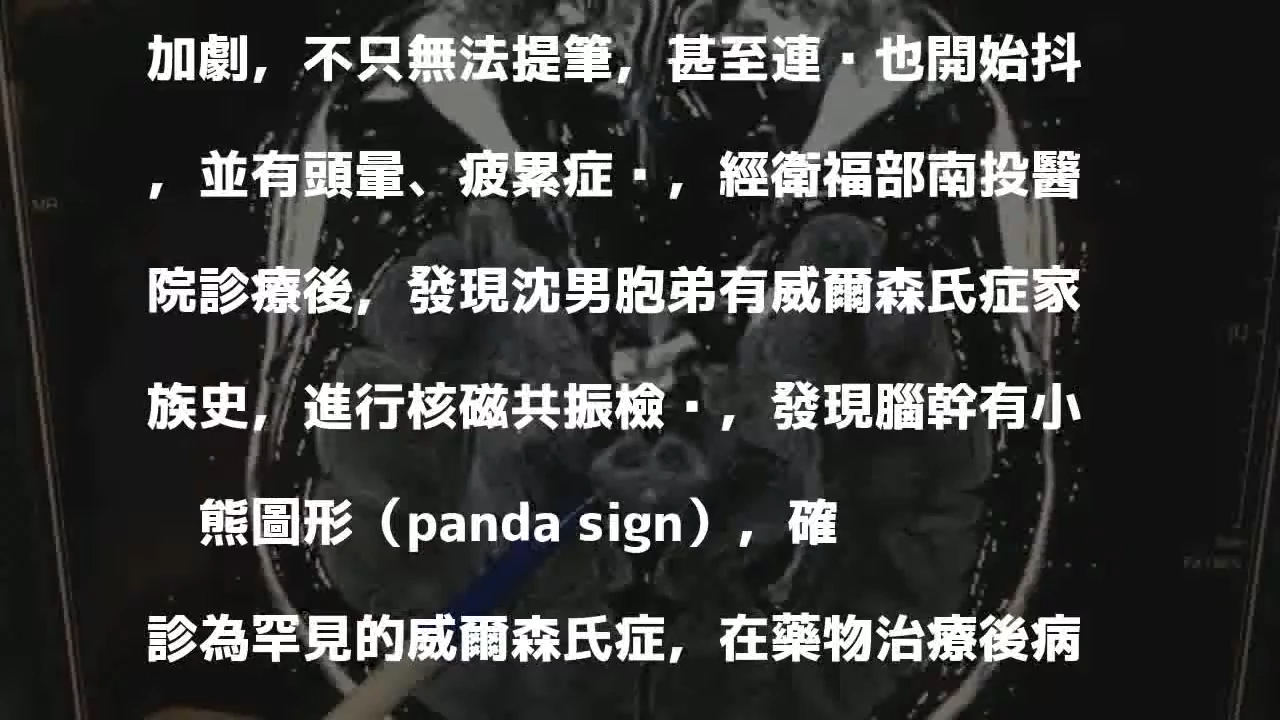 加劇，不只無法提筆，甚至連·也開始抖
，並有頭暈、疲累症·，經衛福部南投醫
院診療後，發現沈男胞弟有威爾森氏症家
族史，進行核磁共振檢·，發現腦幹有小
熊圖形（panda sign），確
診為罕見的威爾森氏症，在藥物治療後病